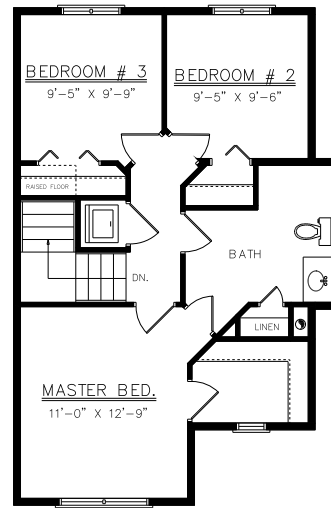 BEDROOM # 3
9'-5" X 9'-9"
BEDROOM # 2
9'-5" X 9'-6"
RAISED FLOOR
BATH
DN.
LINEN
MASTER BED.
11'-0" X 12'-9"